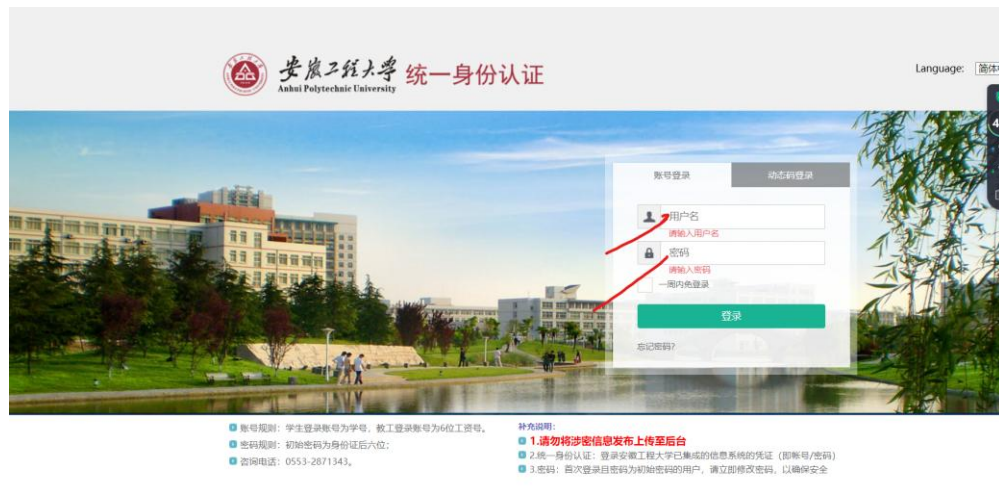 安徽工程大学 统一身份认证
Anhui Polytechnic University
Language: 简体中
账号登录 动态码登录
用户名
请输入用户名
密码
请输入密码
一周内免登录
登录
忘记密码?
账号规则：学生登录账号为学号，教工登录账号为6位工资号。
密码规则：初始密码为身份证后六位；
咨询电话：0553-2871343。
补充说明：
1.请勿将涉密信息发布上传至后台
2.统一身份认证：登录安徽工程大学已集成的信息系统的凭证（即帐号/密码）
3.密码：首次登录且密码为初始密码的用户，请立即修改密码，以确保安全